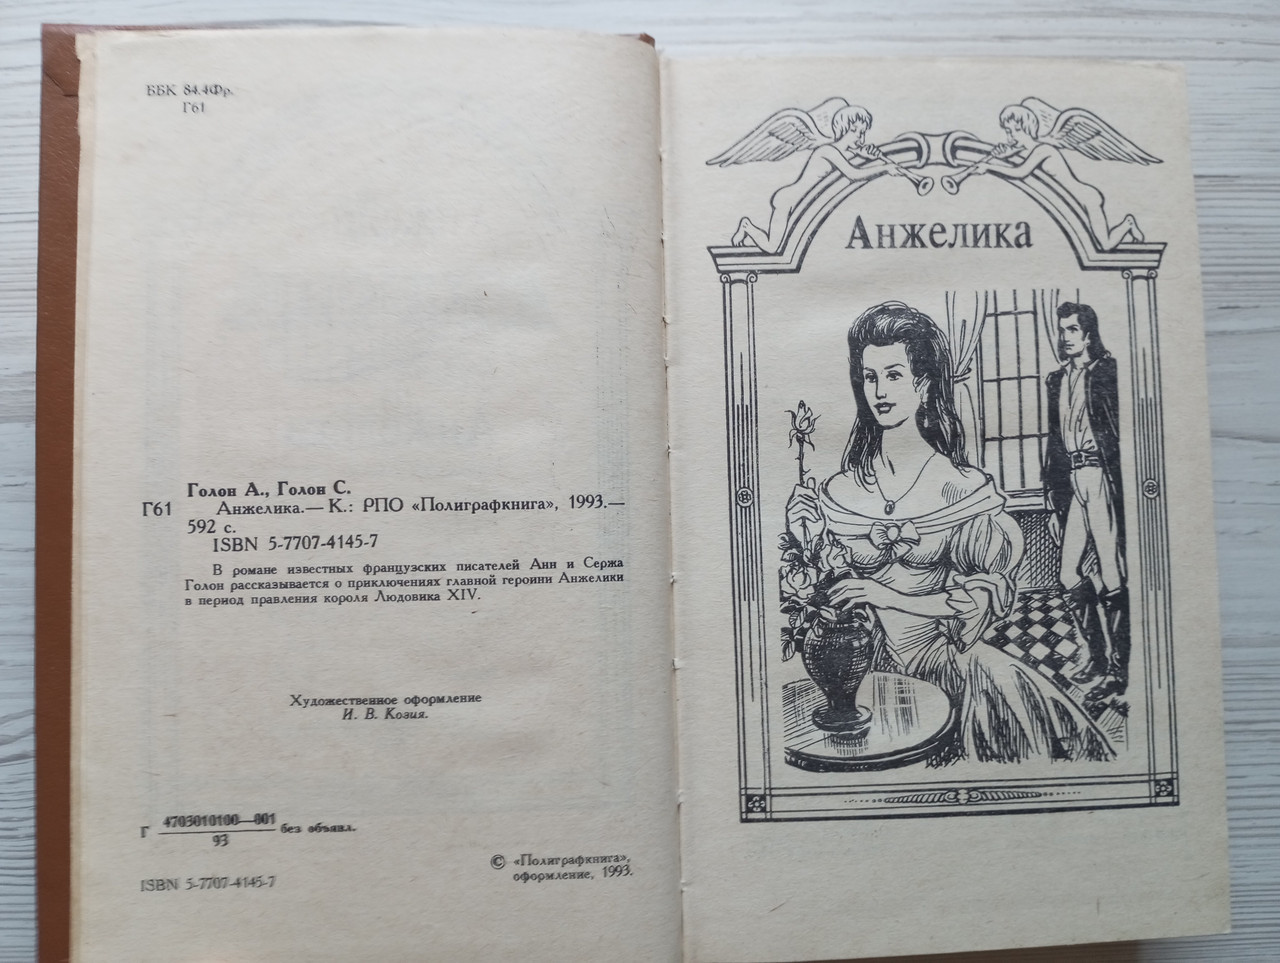 ББК 84.4Фр.
Г61
Голон А., Голон С.
Г61 Анжелика.— К.: РПО «Полиграфкнига», 1993.—
592 с.
ISBN 5-7707-4145-7
В романе известных французских писателей Анн и Сержа
Голон рассказывается о приключениях главной героини Анжелики
в период правления короля Людовика XIV.
Художественное оформление
И. В. Козия.
Г 4703010100—001
93
без объявл.
© «Полиграфкнига»,
оформление, 1993.
ISBN 5-7707-4145-7
Анжелика